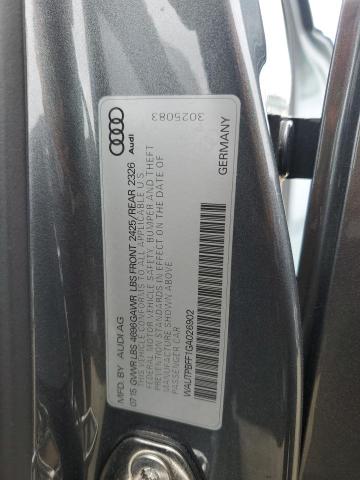 MFD. BY AUDI AG
07/15 GVWR LBS 4696 GAWR LBS FRONT 2425/REAR 2326
THIS VEHICLE CONFORMS TO ALL APPLICABLE U.S.
FEDERAL MOTOR VEHICLE SAFETY, BUMPER AND THEFT
PREVENTION STANDARDS IN EFFECT ON THE DATE OF
MANUFACTURE SHOWN ABOVE.
PASSENGER CAR
WAUTPBFF1GA026902
Audi
3025083
GERMANY